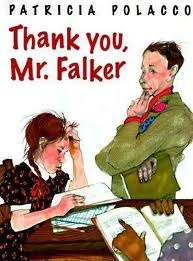 PATRICIA POLACCO
Thank you,
Mr. Falker